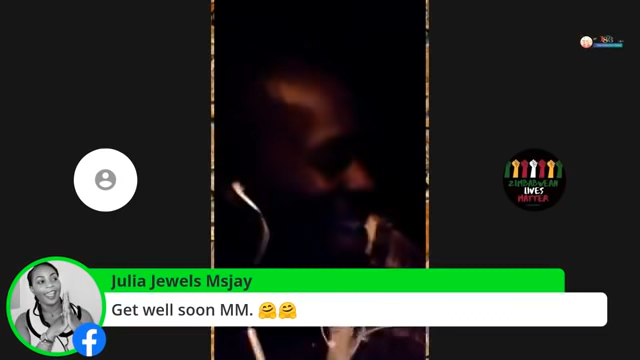 ZIMBABWEAN
LIVES
MATTER
Julia Jewels Msjay
Get well soon MM. 🤗🤗